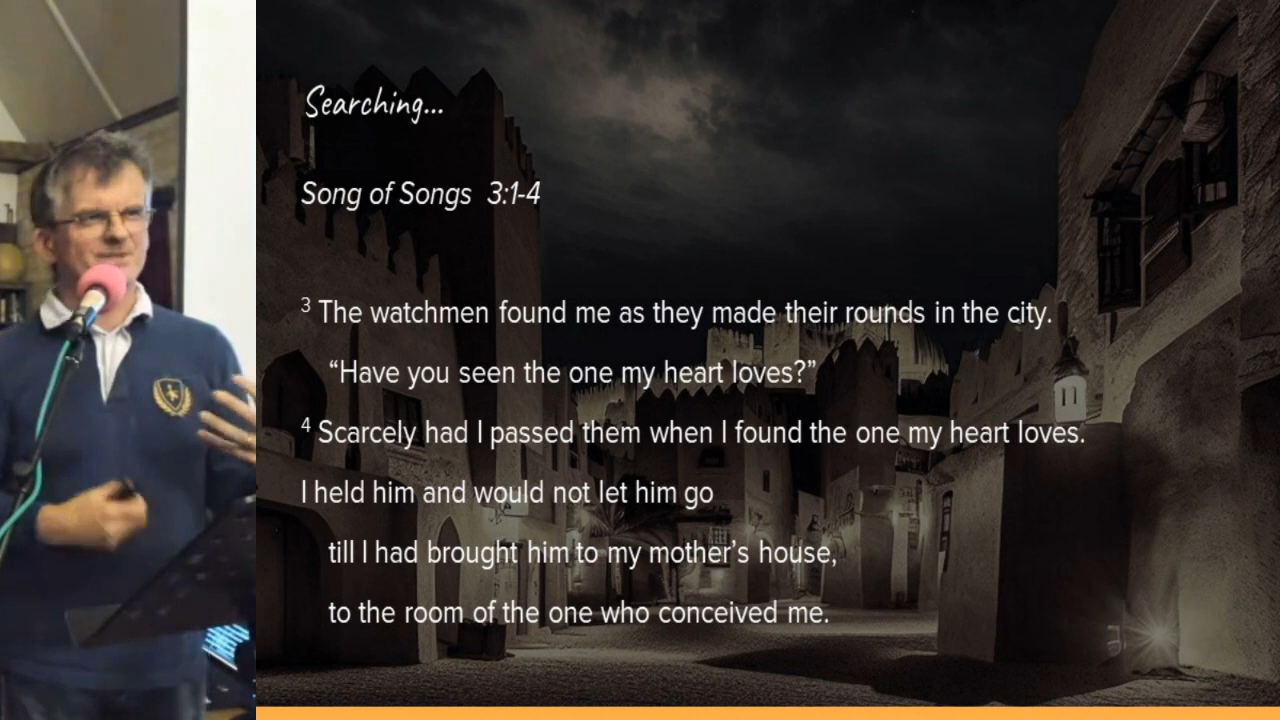 Searching...
Song of Songs 3:1-4
3 The watchmen found me as they made their rounds in the city.
“Have you seen the one my heart loves?”
4 Scarcely had I passed them when I found the one my heart loves.
I held him and would not let him go
till I had brought him to my mother’s house,
to the room of the one who conceived me.